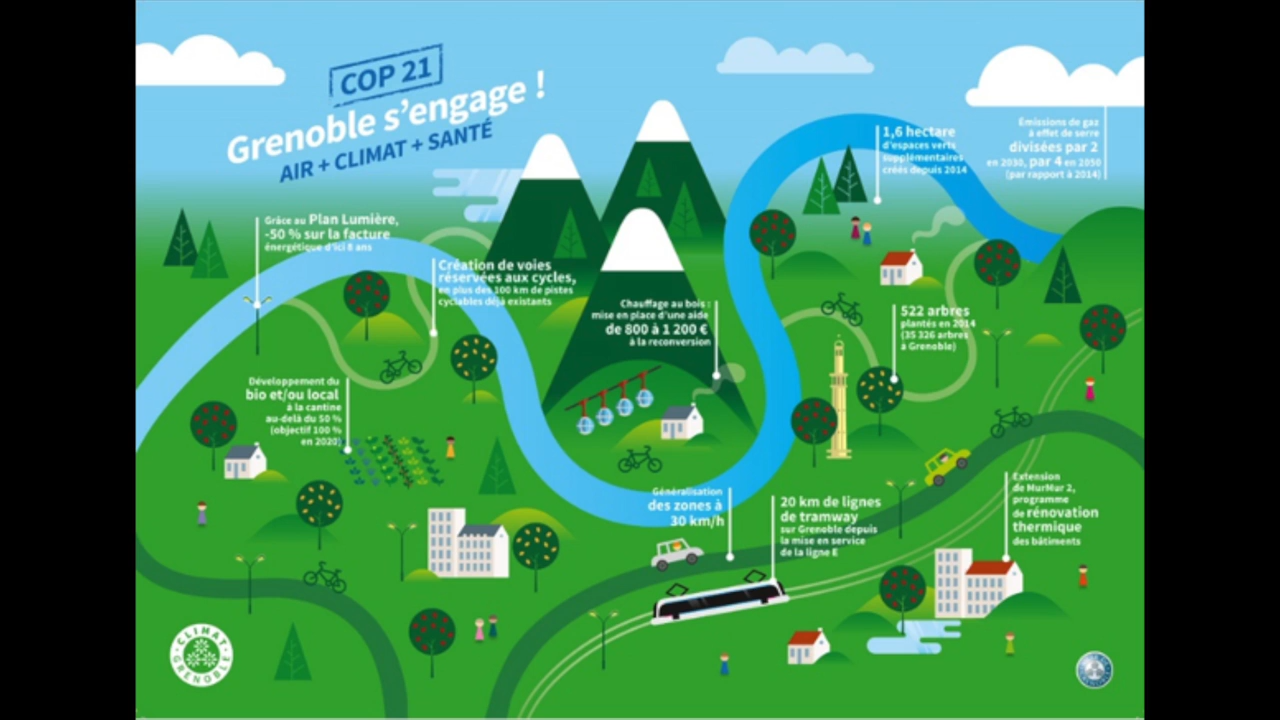 COP 21
Grenoble s'engage !
AIR + CLIMAT + SANTÉ
Grâce au Plan Lumière,
-50 % sur la facture
énergétique d'ici 8 ans
Création de voies
réservées aux cycles,
en plus des 100 km de pistes
cyclables déjà existants
Chauffage au bois :
mise en place d'une aide
de 800 à 1 200 €
à la reconversion
1,6 hectare
d'espaces verts
supplémentaires
créés depuis 2014
Émissions de gaz
à effet de serre
divisées par 2
en 2030, par 4 en 2050
(par rapport à 2014)
522 arbres
plantés en 2014
(35 326 arbres
à Grenoble)
Développement du
bio et/ou local
à la cantine
au-delà du 50 %
(objectif 100 %
en 2020)
Généralisation
des zones à
30 km/h
20 km de lignes
de tramway
sur Grenoble depuis
la mise en service
de la ligne E
Extension
de MurMur 2,
programme
de rénovation
thermique
des bâtiments
CLIMAT
GRENOBLE